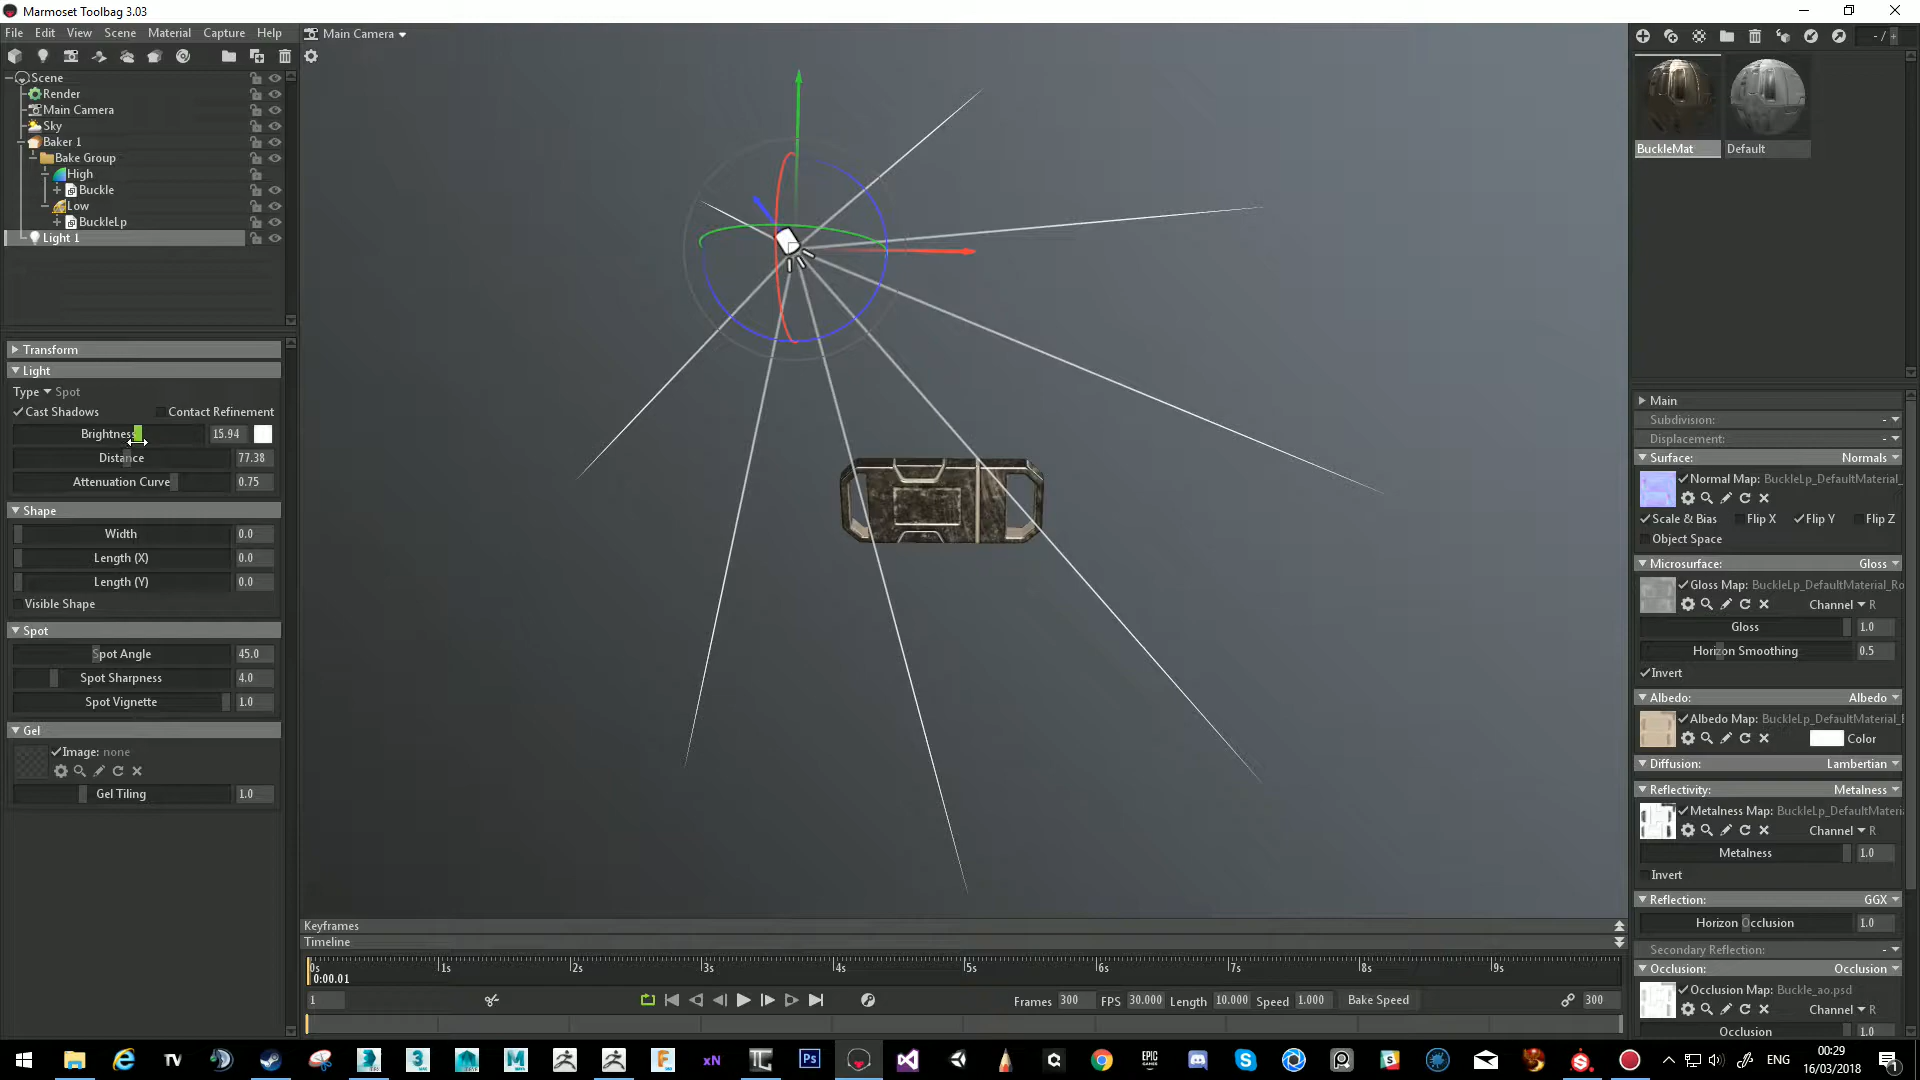 Marmoset Toolbag 3.03
File Edit View Scene Material Capture Help
Main Camera
- / +
Scene
Render
Main Camera
Sky
Baker 1
Bake Group
High
Buckle
Low
BuckleLp
Light 1
BuckleMat Default
Transform
Light
Type Spot
Cast Shadows Contact Refinement
Brightness 15.94
Distance 77.38
Attenuation Curve 0.75
Shape
Width 0.0
Length (X) 0.0
Length (Y) 0.0
Visible Shape
Spot
Spot Angle 45.0
Spot Sharpness 4.0
Spot Vignette 1.0
Gel
Image: none
Gel Tiling 1.0
Main
Subdivision: -
Displacement: -
Surface: Normals
Normal Map: BuckleLp_DefaultMaterial_
Scale & Bias Flip X Flip Y Flip Z
Object Space
Microsurface: Gloss
Gloss Map: BuckleLp_DefaultMaterial_Ro
Channel R
Gloss 1.0
Horizon Smoothing 0.5
Invert
Albedo: Albedo
Albedo Map: BuckleLp_DefaultMaterial_
Color
Diffusion: Lambertian
Reflectivity: Metalness
Metalness Map: BuckleLp_DefaultMateri
Channel R
Metalness 1.0
Invert
Reflection: GGX
Horizon Occlusion 1.0
Secondary Reflection: -
Occlusion: Occlusion
Occlusion Map: Buckle_ao.psd
Channel R
Occlusion 1.0
Keyframes
Timeline
0s 1s 2s 3s 4s 5s 6s 7s 8s 9s
0:00.01
1 Frames 300 FPS 30.000 Length 10.000 Speed 1.000 Bake Speed 300
TV 3 M F xN Ps EPIC GAMES S ENG
00:29
16/03/2018
1